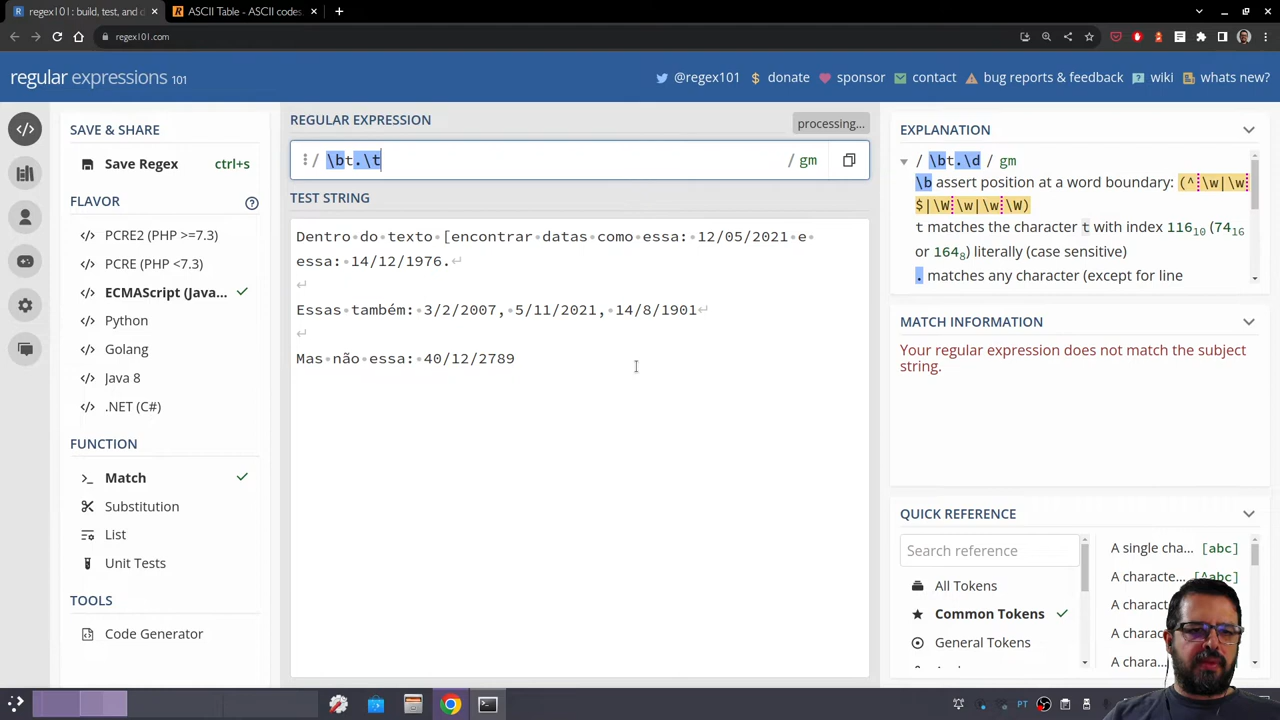 regex101: build, test, and d
ASCII Table - ASCII codes,
regex101.com
regular expressions 101
@regex101
donate
sponsor
contact
bug reports & feedback
wiki
whats new?
SAVE & SHARE
Save Regex ctrl+s
FLAVOR
PCRE2 (PHP >=7.3)
PCRE (PHP <7.3)
ECMAScript (Java...
Python
Golang
Java 8
.NET (C#)
FUNCTION
Match
Substitution
List
Unit Tests
TOOLS
Code Generator
REGULAR EXPRESSION
processing...
/ \bt.\t / gm
TEST STRING
Dentro·do·texto·[encontrar·datas·como·essa:·12/05/2021·e·
essa:·14/12/1976.↵
↵
Essas·também:·3/2/2007,·5/11/2021,·14/8/1901↵
↵
Mas·não·essa:·40/12/2789
EXPLANATION
/ \bt.\d / gm
\b assert position at a word boundary: (^\w|\w
$|\W\w|\w\W)
t matches the character t with index 116₁₀ (74₁₆
or 164₈) literally (case sensitive)
. matches any character (except for line
MATCH INFORMATION
Your regular expression does not match the subject
string.
QUICK REFERENCE
Search reference
All Tokens
Common Tokens
General Tokens
A single cha... [abc]
A characte... [^abc]
A charact
A charac
A chara...
PT